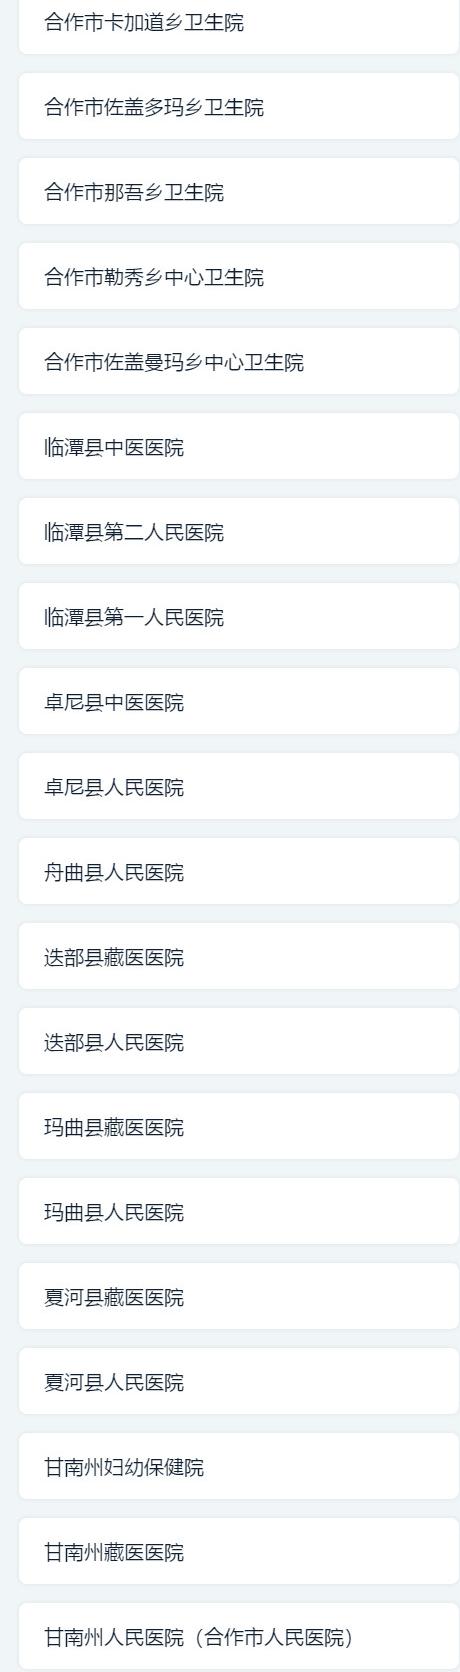 合作市卡加道乡卫生院
合作市佐盖多玛乡卫生院
合作市那吾乡卫生院
合作市勒秀乡中心卫生院
合作市佐盖曼玛乡中心卫生院
临潭县中医医院
临潭县第二人民医院
临潭县第一人民医院
卓尼县中医医院
卓尼县人民医院
舟曲县人民医院
迭部县藏医医院
迭部县人民医院
玛曲县藏医医院
玛曲县人民医院
夏河县藏医医院
夏河县人民医院
甘南州妇幼保健院
甘南州藏医医院
甘南州人民医院（合作市人民医院）